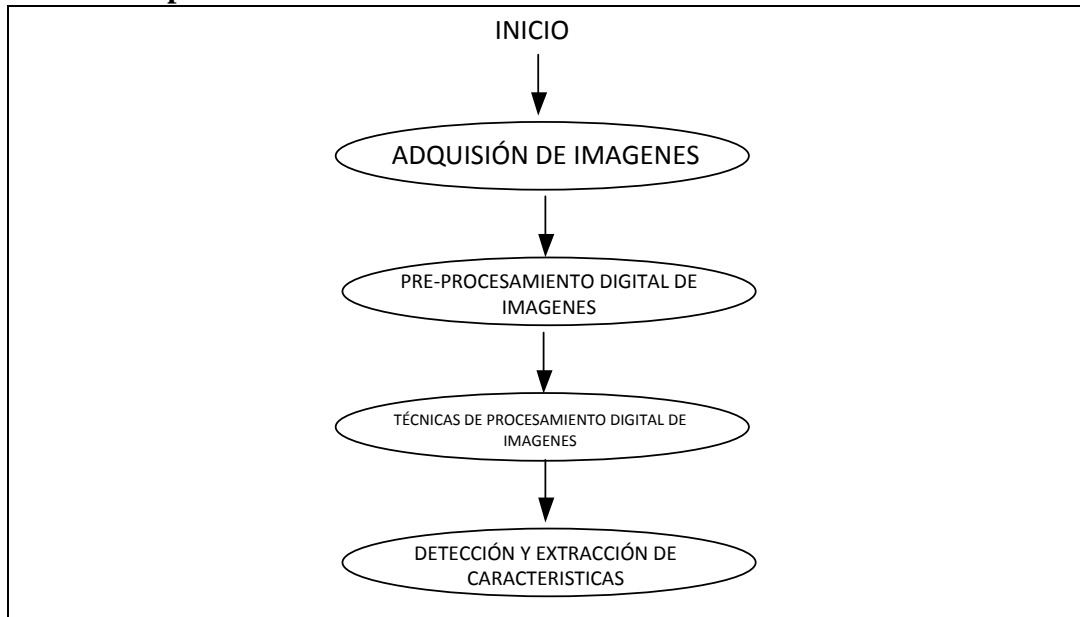 INICIO
ADQUISIÓN DE IMAGENES
PRE-PROCESAMIENTO DIGITAL DE
IMAGENES
TÉCNICAS DE PROCESAMIENTO DIGITAL DE
IMAGENES
DETECCIÓN Y EXTRACCIÓN DE
CARACTERISTICAS